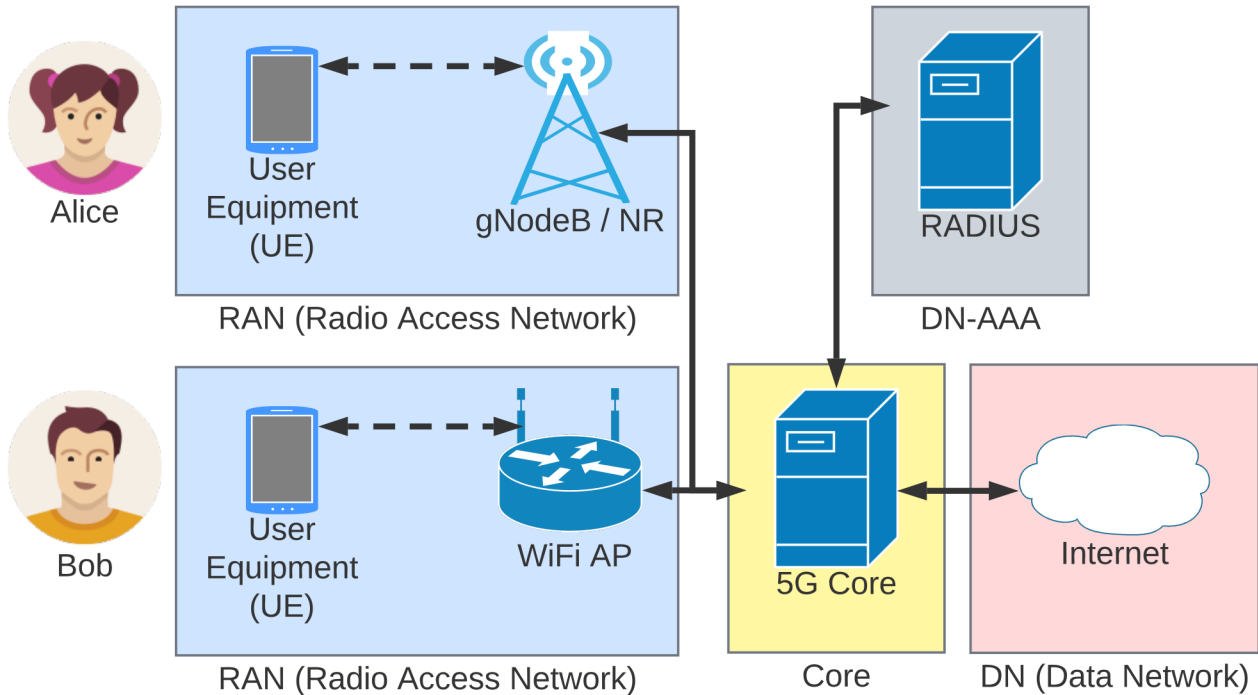 Alice
User
Equipment
(UE)
gNodeB / NR
RAN (Radio Access Network)
RADIUS
DN-AAA
Bob
User
Equipment
(UE)
WiFi AP
RAN (Radio Access Network)
5G Core
Core
Internet
DN (Data Network)